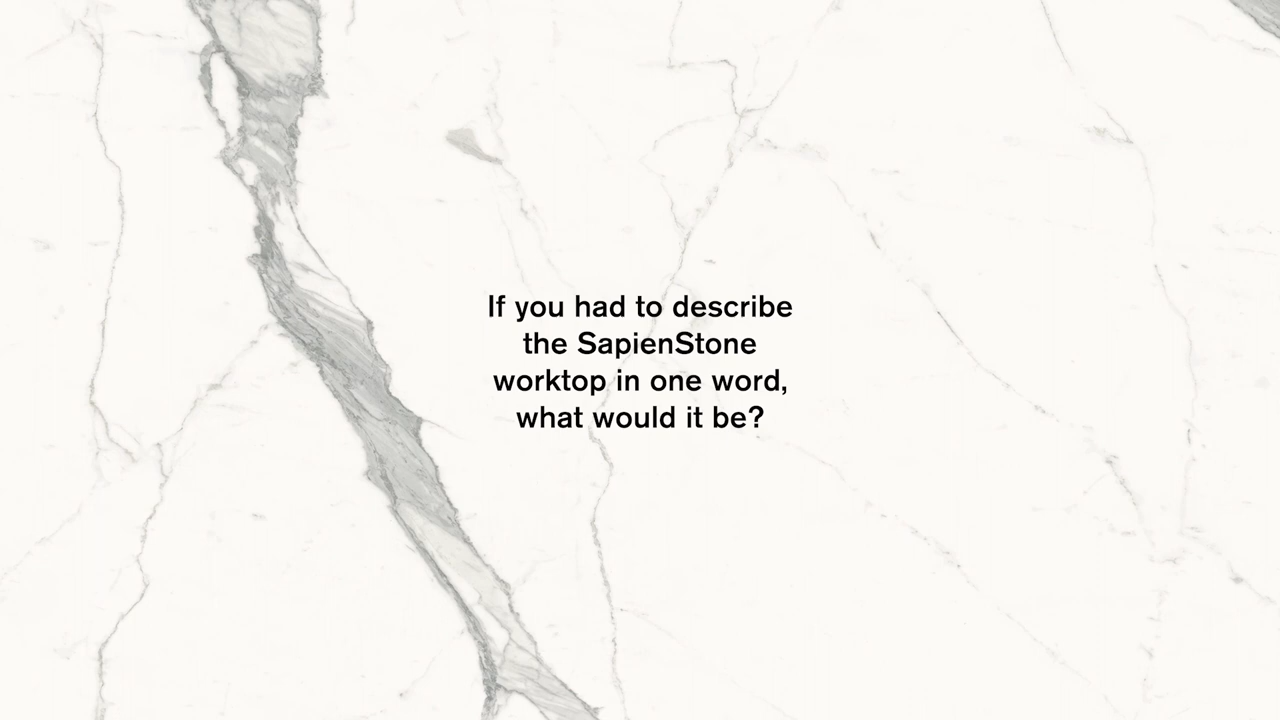 If you had to describe
the SapienStone
worktop in one word,
what would it be?